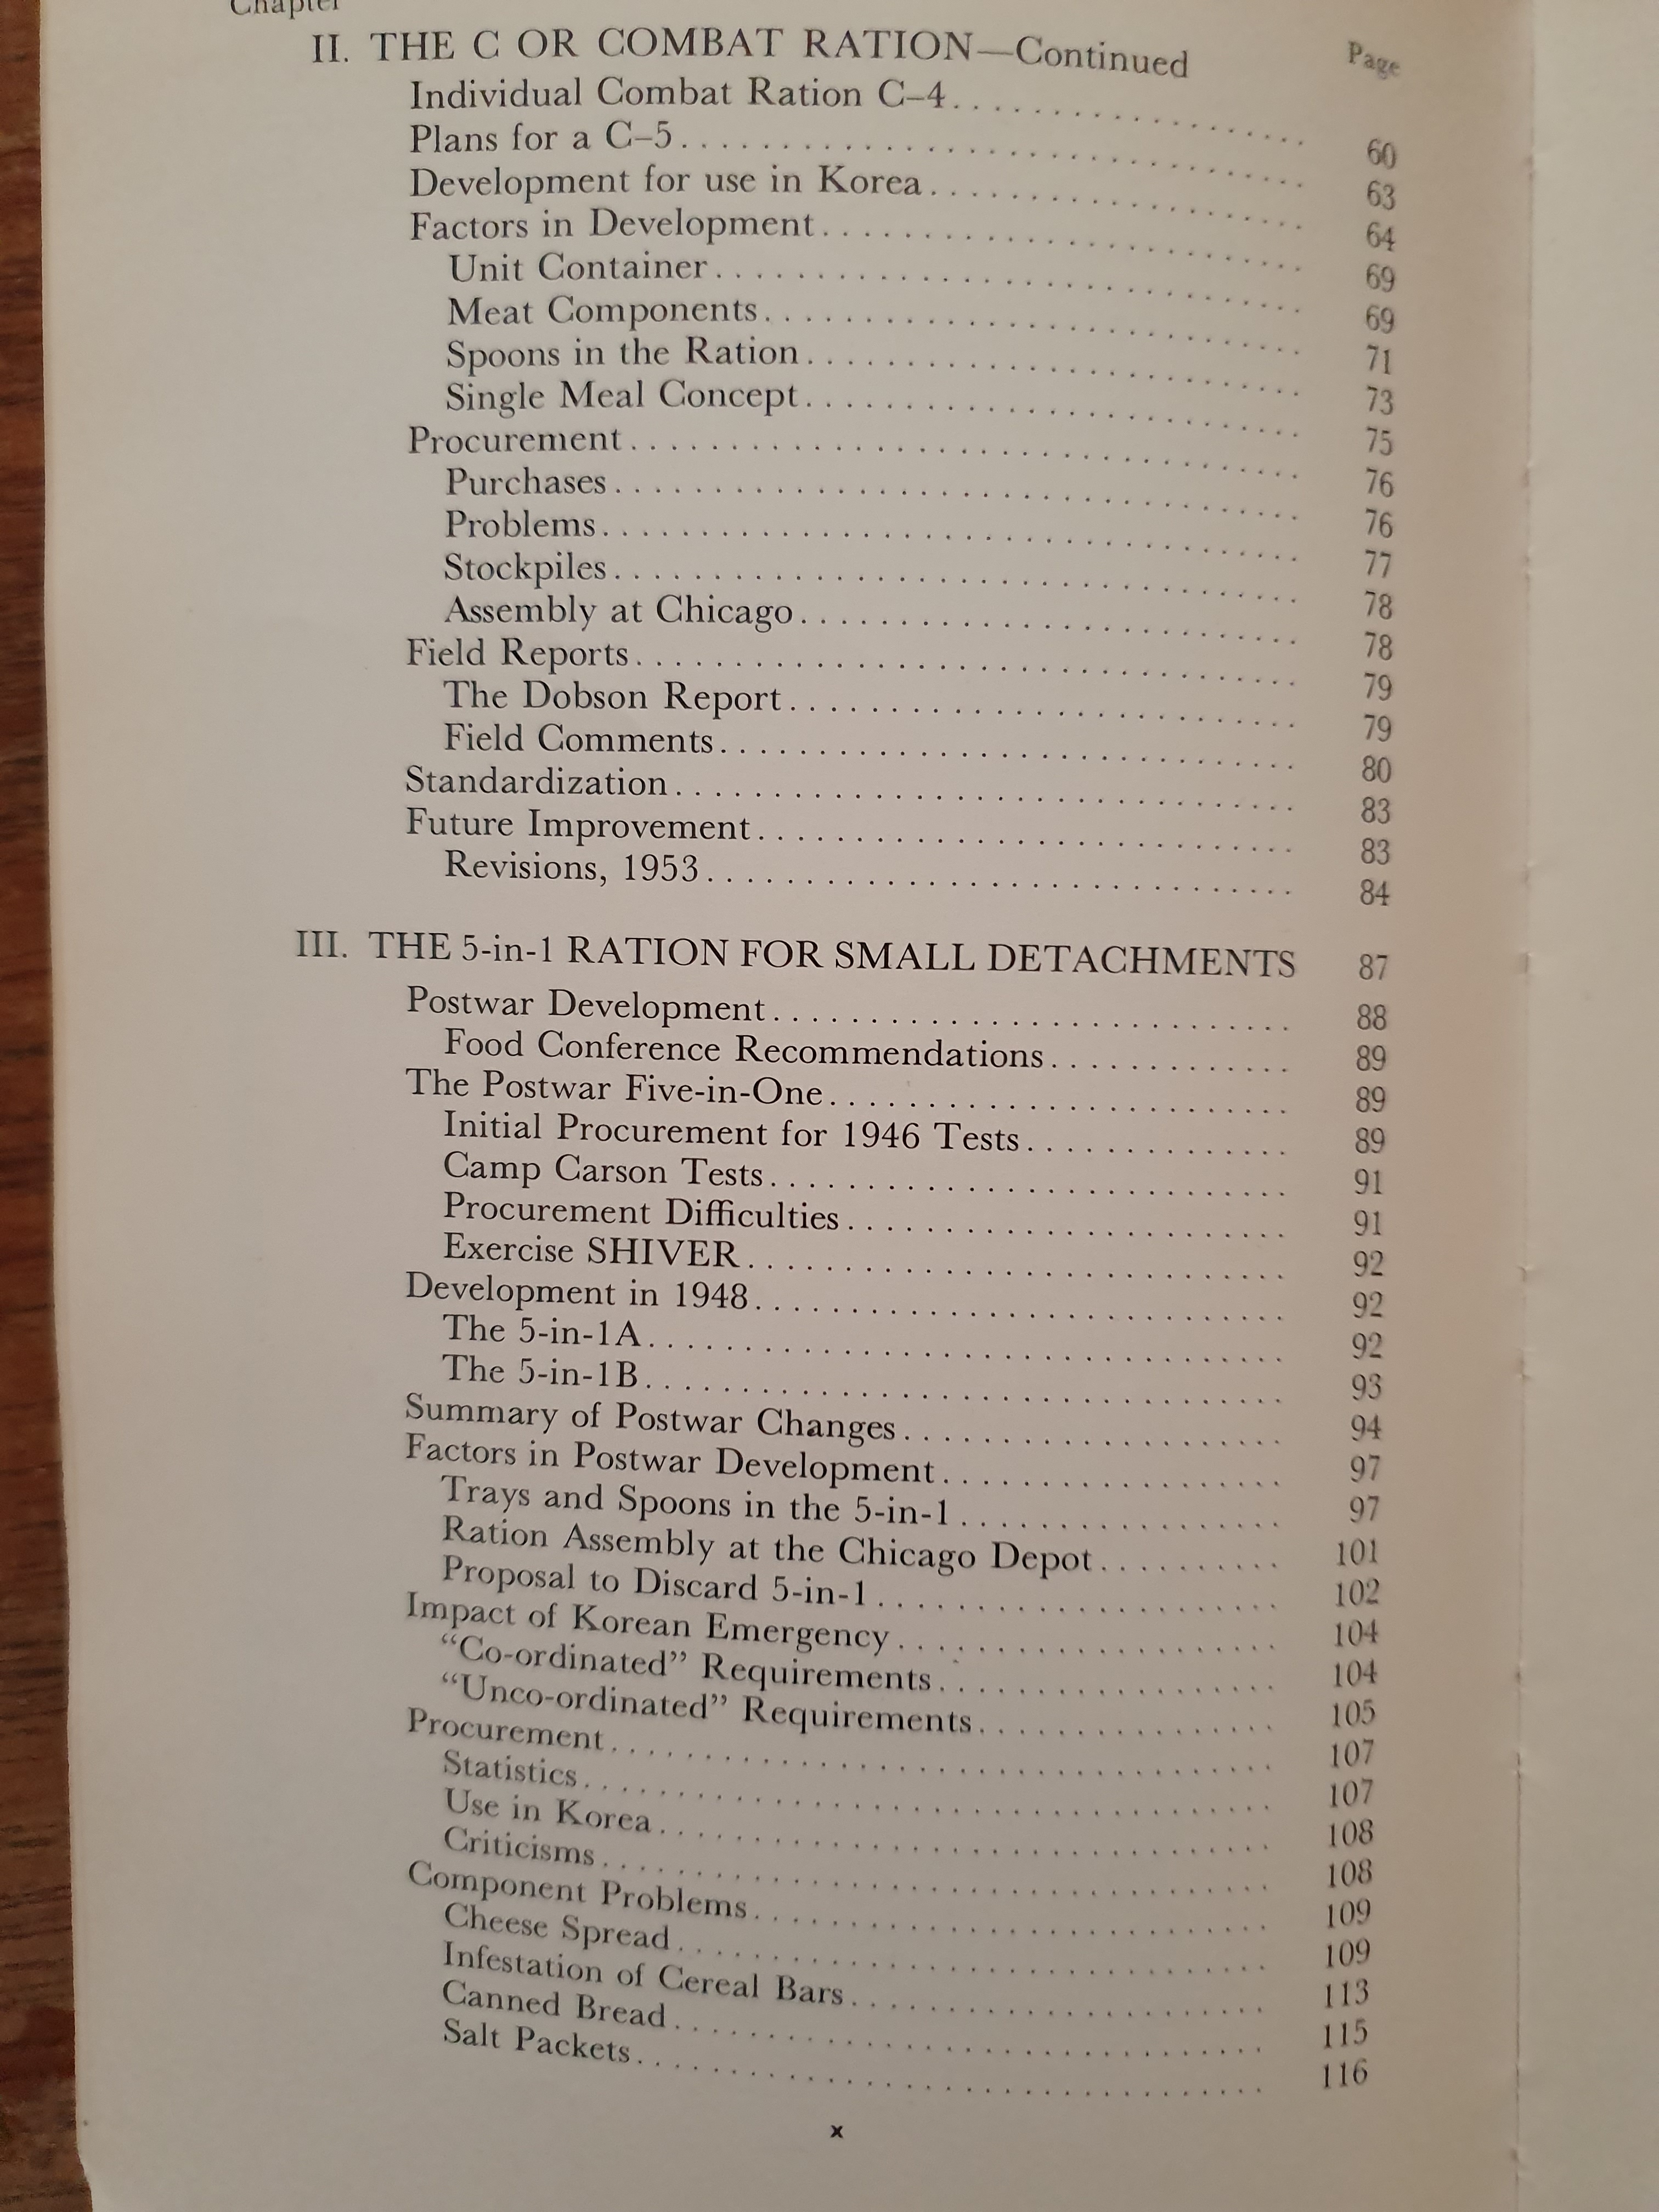 Chapter
II. THE C OR COMBAT RATION—Continued Page
Individual Combat Ration C–4 . . . . . . . . . . 60
Plans for a C–5 . . . . . . . . . . 63
Development for use in Korea . . . . . . . . . . 64
Factors in Development . . . . . . . . . . 69
Unit Container . . . . . . . . . . 69
Meat Components . . . . . . . . . . 71
Spoons in the Ration . . . . . . . . . . 73
Single Meal Concept . . . . . . . . . . 75
Procurement . . . . . . . . . . 76
Purchases . . . . . . . . . . 76
Problems . . . . . . . . . . 77
Stockpiles . . . . . . . . . . 78
Assembly at Chicago . . . . . . . . . . 78
Field Reports . . . . . . . . . . 79
The Dobson Report . . . . . . . . . . 79
Field Comments . . . . . . . . . . 80
Standardization . . . . . . . . . . 83
Future Improvement . . . . . . . . . . 83
Revisions, 1953 . . . . . . . . . . 84
III. THE 5-in-1 RATION FOR SMALL DETACHMENTS 87
Postwar Development . . . . . . . . . . 88
Food Conference Recommendations . . . . . . . . . . 89
The Postwar Five-in-One . . . . . . . . . . 89
Initial Procurement for 1946 Tests . . . . . . . . . . 89
Camp Carson Tests . . . . . . . . . . 91
Procurement Difficulties . . . . . . . . . . 91
Exercise SHIVER . . . . . . . . . . 92
Development in 1948 . . . . . . . . . . 92
The 5-in-1A . . . . . . . . . . 92
The 5-in-1B . . . . . . . . . . 93
Summary of Postwar Changes . . . . . . . . . . 94
Factors in Postwar Development . . . . . . . . . . 97
Trays and Spoons in the 5-in-1 . . . . . . . . . . 97
Ration Assembly at the Chicago Depot . . . . . . . . . . 101
Proposal to Discard 5-in-1 . . . . . . . . . . 102
Impact of Korean Emergency . . . . . . . . . . 104
“Co-ordinated” Requirements . . . . . . . . . . 104
“Unco-ordinated” Requirements . . . . . . . . . . 105
Procurement . . . . . . . . . . 107
Statistics . . . . . . . . . . 107
Use in Korea . . . . . . . . . . 108
Criticisms . . . . . . . . . . 108
Component Problems . . . . . . . . . . 109
Cheese Spread . . . . . . . . . . 109
Infestation of Cereal Bars . . . . . . . . . . 113
Canned Bread . . . . . . . . . . 115
Salt Packets . . . . . . . . . . 116
x